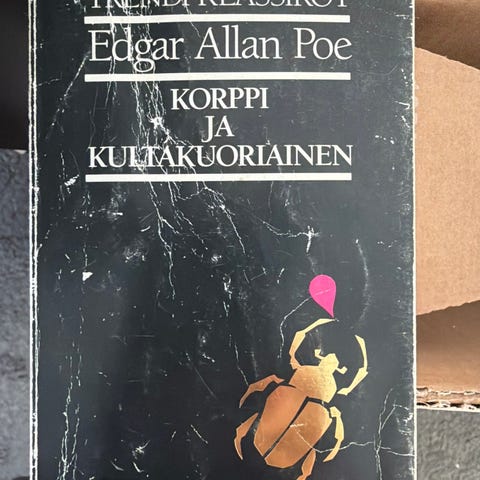 TRENDI-KLASSIKOT
Edgar Allan Poe
KORPPI
JA
KULTAKUORIAINEN